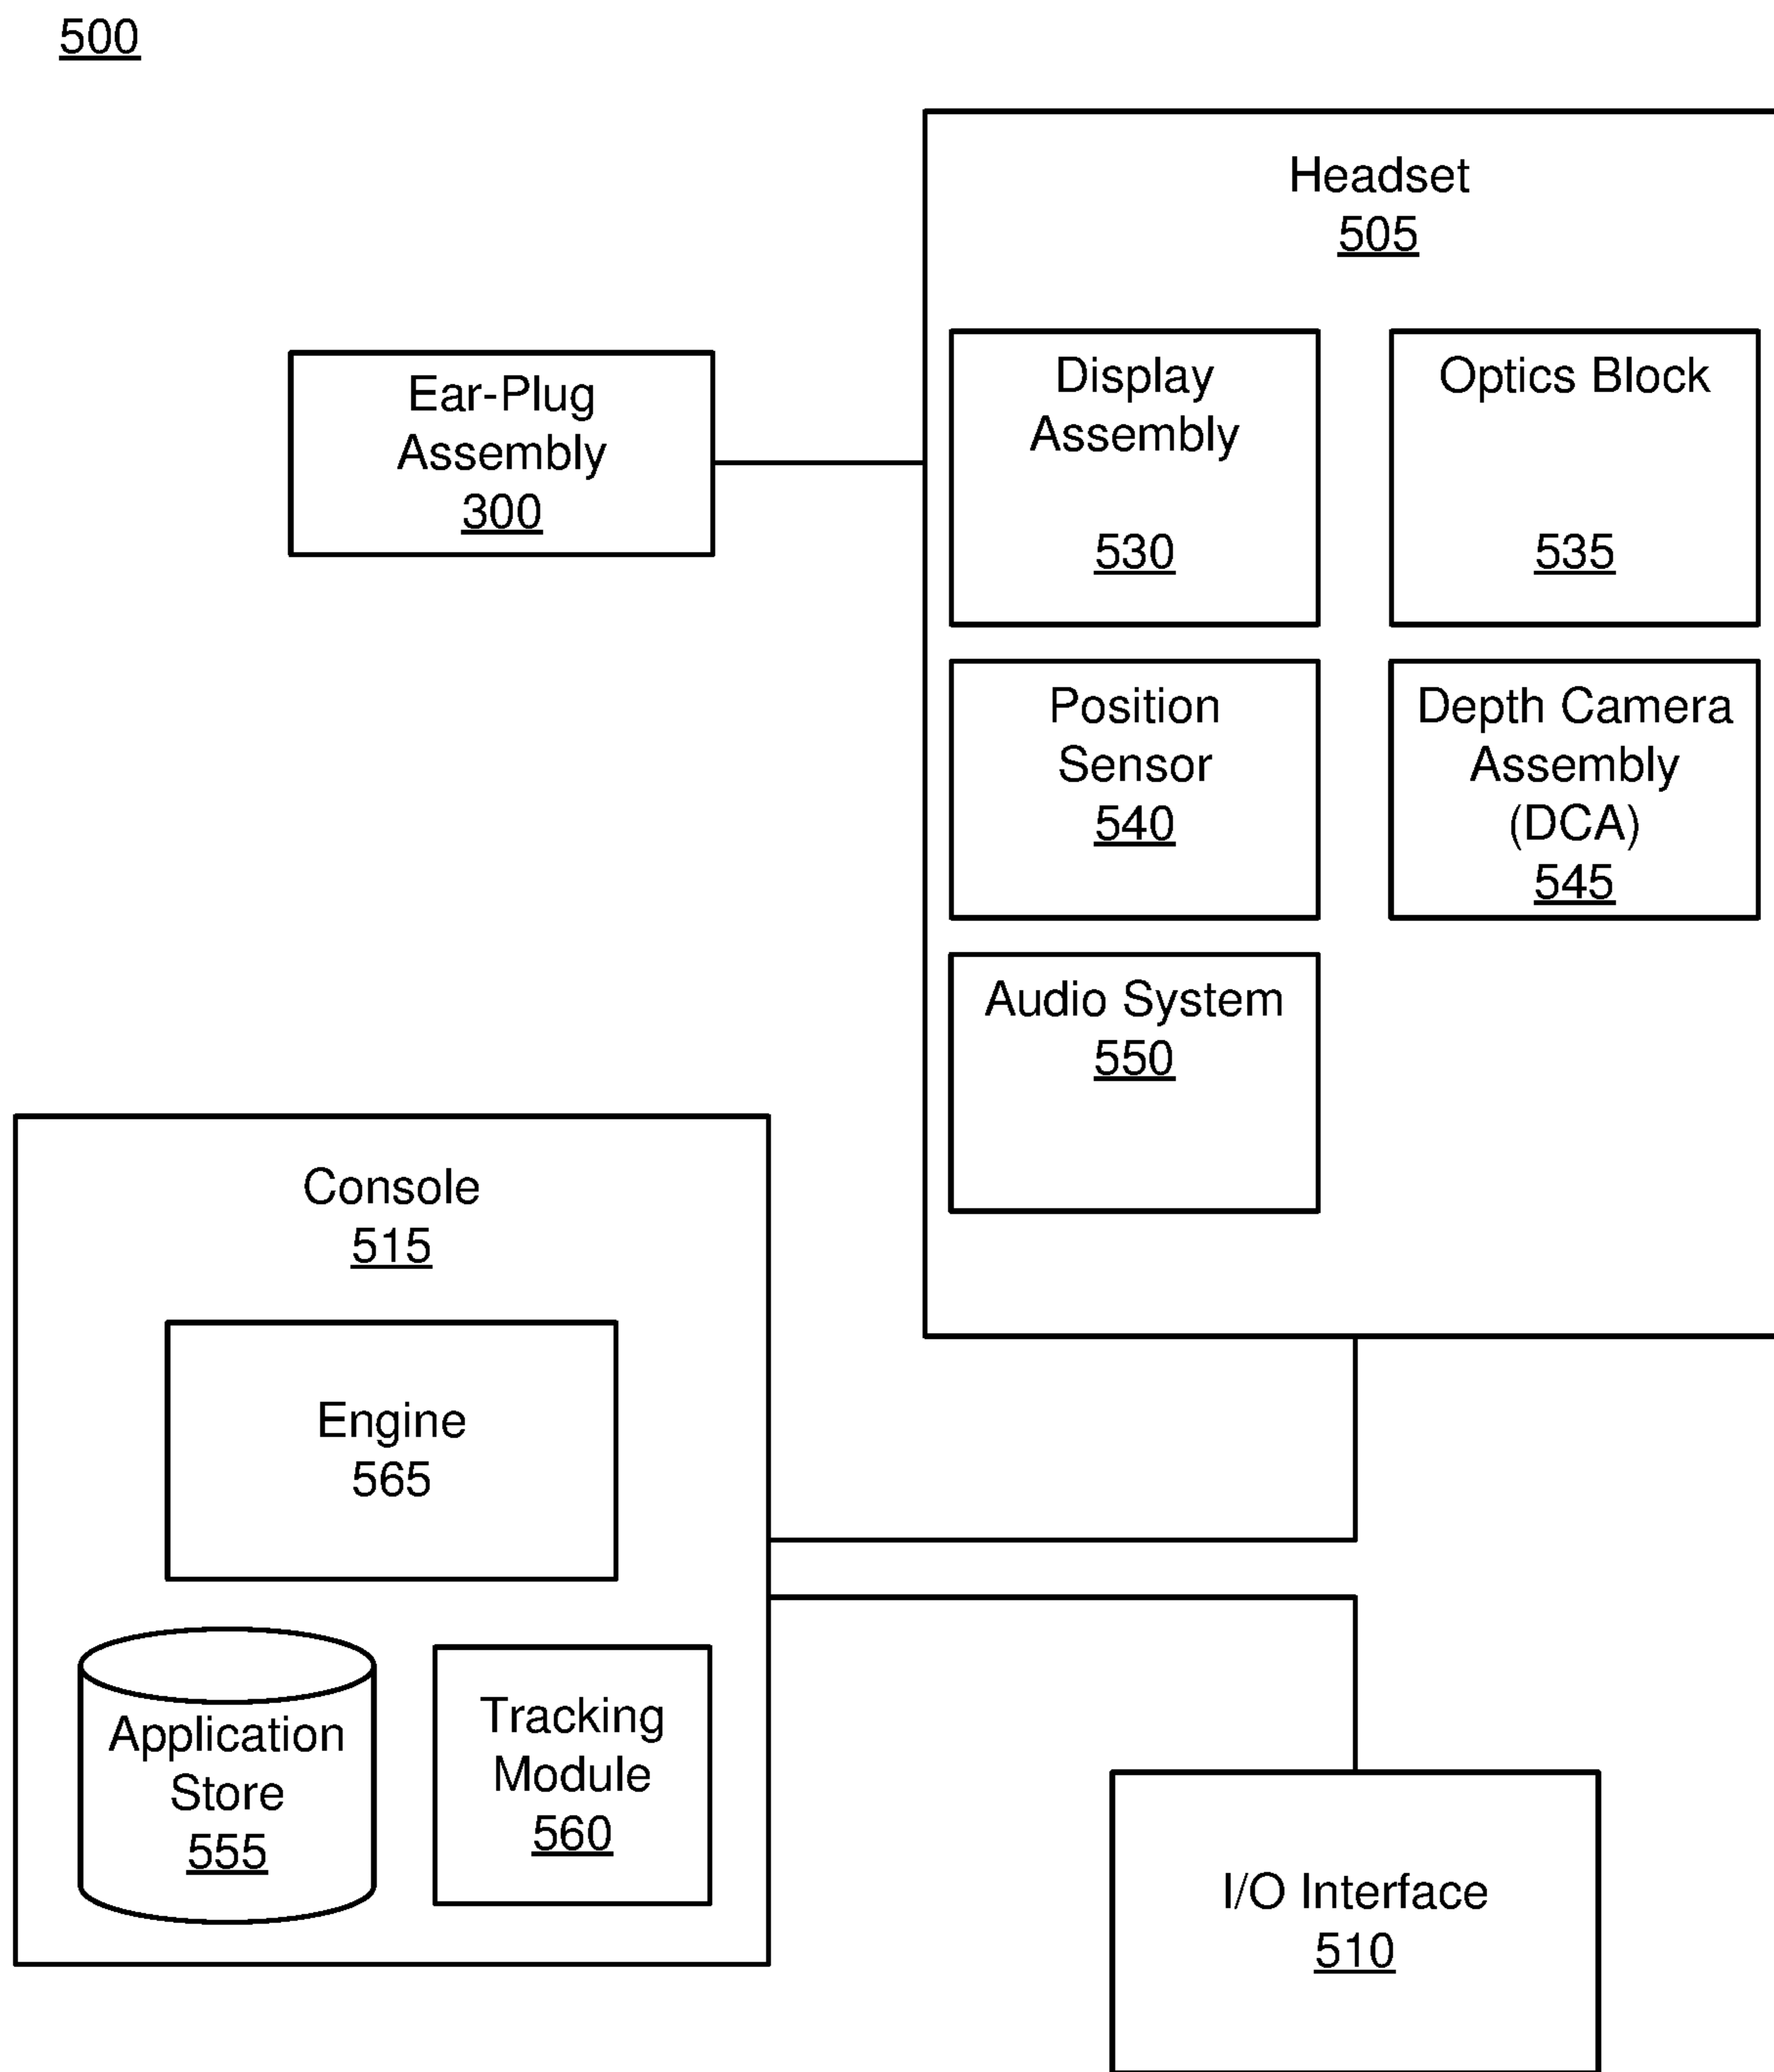 500
Headset
505
Ear-Plug
Assembly
300
Display
Assembly
530
Optics Block
535
Position
Sensor
540
Depth Camera
Assembly
(DCA)
545
Audio System
550
Console
515
Engine
565
Application
Store
555
Tracking
Module
560
I/O Interface
510